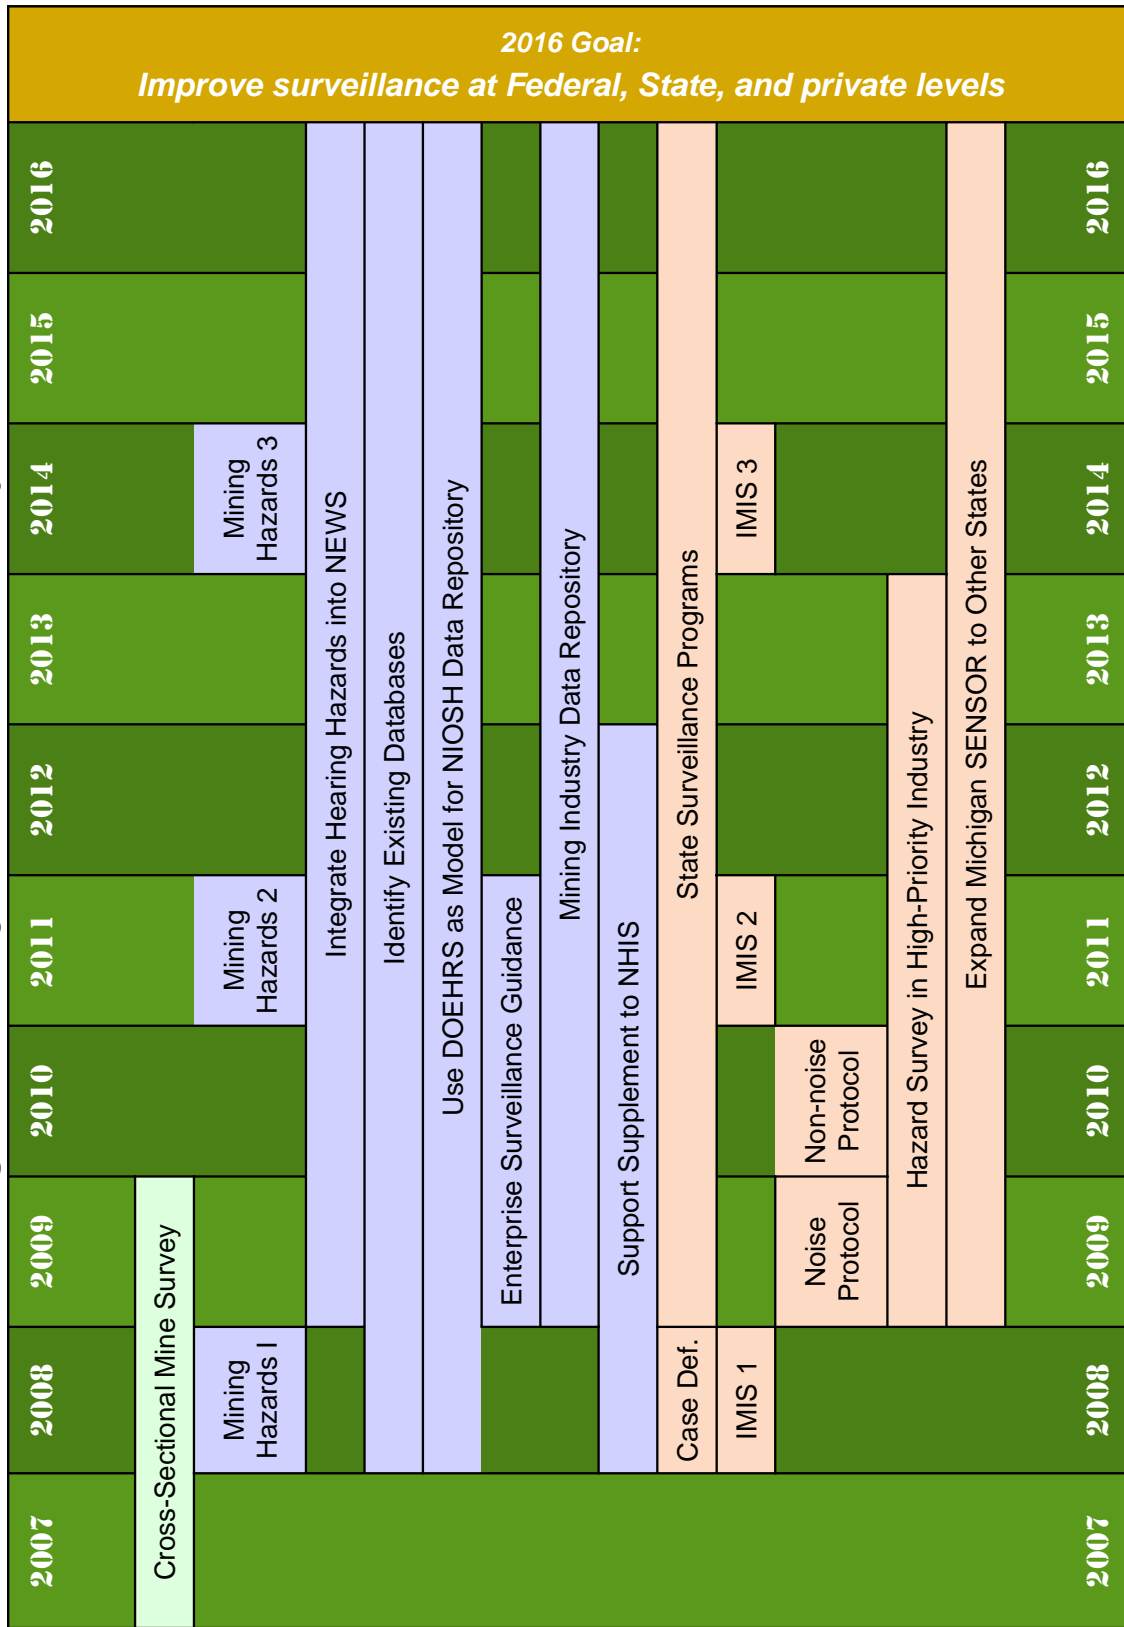 2016 Goal:
Improve surveillance at Federal, State, and private levels
2007
2008
2009
2010
2011
2012
2013
2014
2015
2016
Cross-Sectional Mine Survey
Mining
Hazards I
Mining
Hazards 2
Mining
Hazards 3
Integrate Hearing Hazards into NEWS
Identify Existing Databases
Use DOEHRS as Model for NIOSH Data Repository
Enterprise Surveillance Guidance
Mining Industry Data Repository
Support Supplement to NHIS
Case Def.
State Surveillance Programs
IMIS 1
IMIS 2
IMIS 3
Noise
Protocol
Non-noise
Protocol
Hazard Survey in High-Priority Industry
Expand Michigan SENSOR to Other States
2007
2008
2009
2010
2011
2012
2013
2014
2015
2016